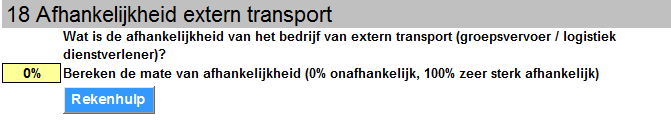 18 Afhankelijkheid extern transport
Wat is de afhankelijkheid van het bedrijf van extern transport (groepsvervoer / logistiek
dienstverlener)?
0% Bereken de mate van afhankelijkheid (0% onafhankelijk, 100% zeer sterk afhankelijk)
Rekenhulp